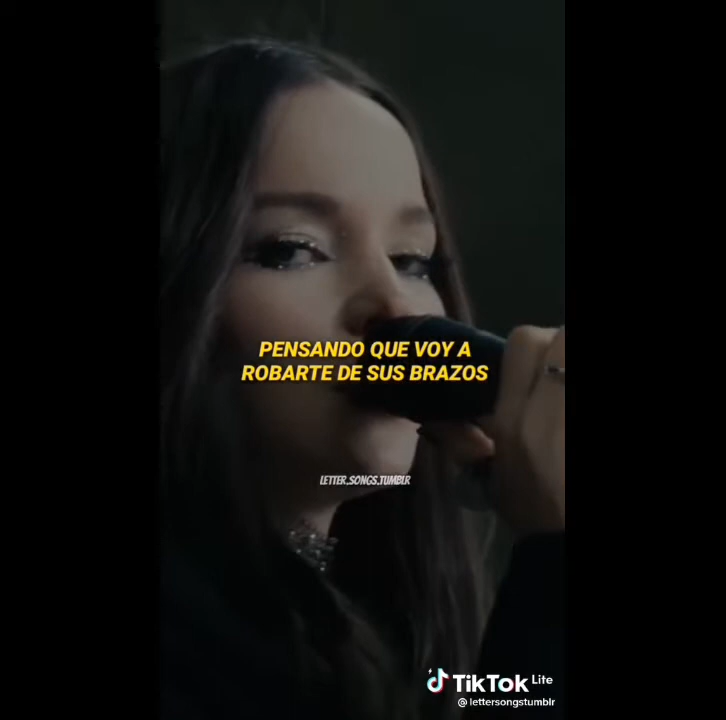 PENSANDO QUE VOY A
ROBARTE DE SUS BRAZOS
LETTER.SONGS.TUMBLR
TikTok Lite
@lettersongstumblr